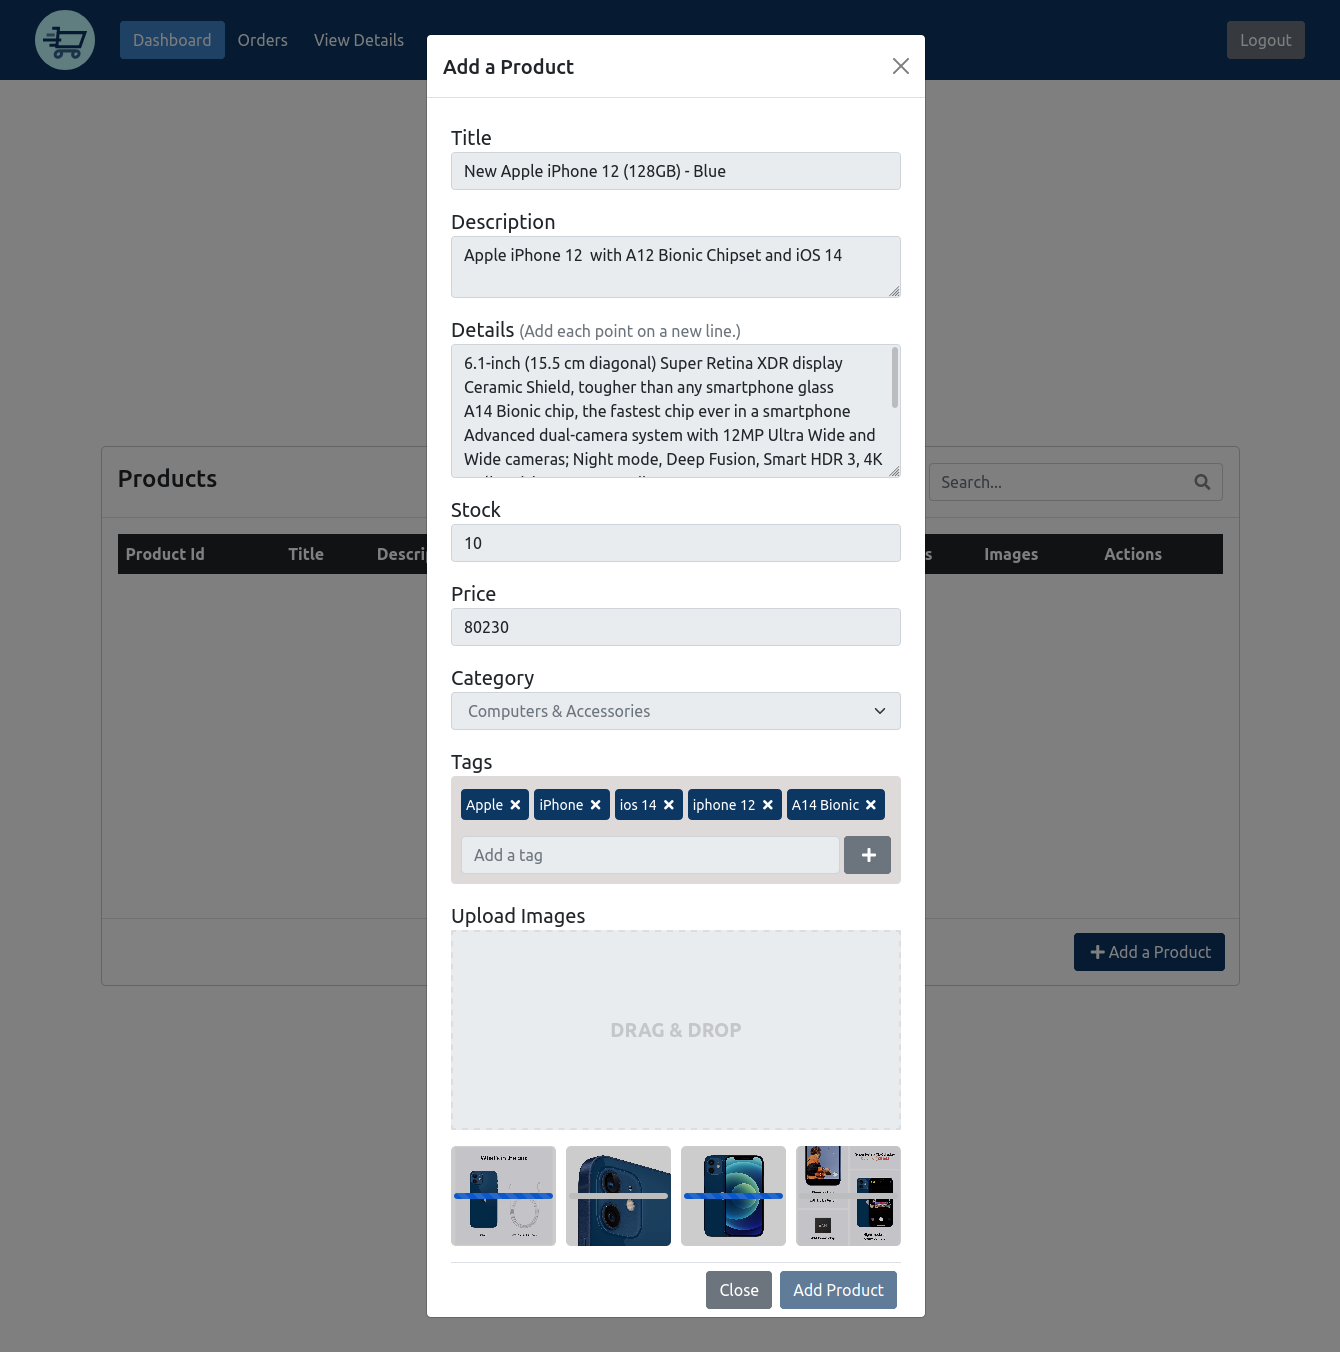 Dashboard Orders View Details Logout
Add a Product
Title
New Apple iPhone 12 (128GB) - Blue
Description
Apple iPhone 12  with A12 Bionic Chipset and iOS 14
Details (Add each point on a new line.)
6.1-inch (15.5 cm diagonal) Super Retina XDR display
Ceramic Shield, tougher than any smartphone glass
A14 Bionic chip, the fastest chip ever in a smartphone
Advanced dual-camera system with 12MP Ultra Wide and
Wide cameras; Night mode, Deep Fusion, Smart HDR 3, 4K
Products
Search...
Stock
10
Product Id Title Descri Images Actions
Price
80230
Category
Computers & Accessories
Tags
Apple iPhone ios 14 iphone 12 A14 Bionic
Add a tag
Upload Images
DRAG & DROP
Add a Product
Close Add Product